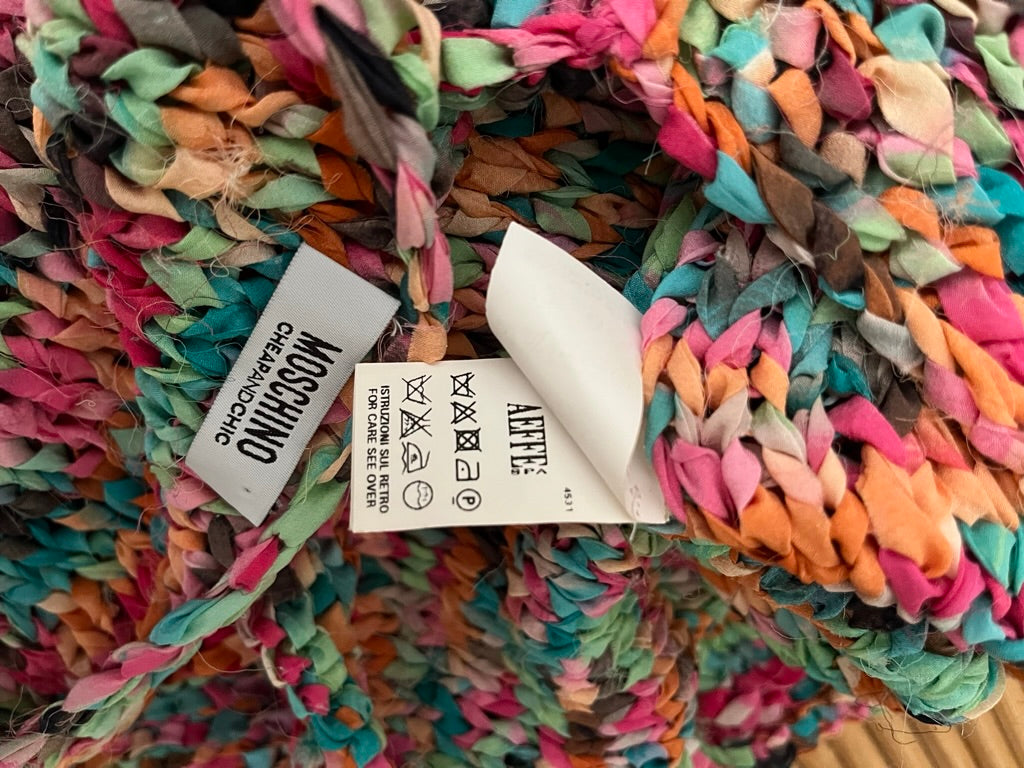 MOSCHINO
CHEAPANDCHIC
AEFFE
4531
P
ISTRUZIONI SUL RETRO
FOR CARE SEE OVER